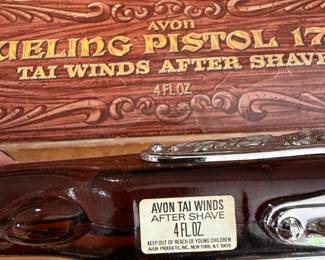 AVON
UELING PISTOL 17
TAI WINDS AFTER SHAVE
4 FL.OZ.
AVON TAI WINDS
AFTER SHAVE
4 FL.OZ.
KEEP OUT OF REACH OF YOUNG CHILDREN
AVON PRODUCTS, INC., NEW YORK, N.Y. 10019